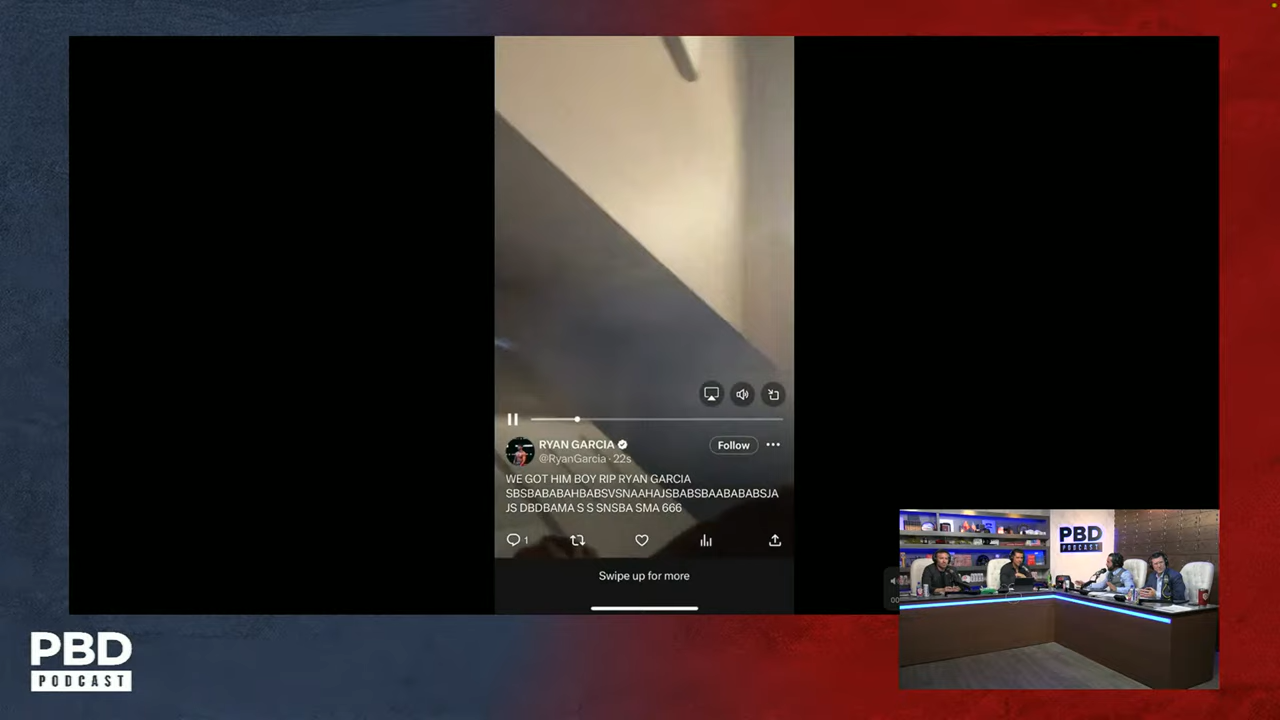 RYAN GARCIA
@RyanGarcia · 22s
Follow
WE GOT HIM BOY RIP RYAN GARCIA
SBSBABABAHBABSVSNAAHAJSBABSBAABABABSJA
JS DBDBAMA S S SNSBA SMA 666
1
Swipe up for more
PBD
PODCAST
PBD
PODCAST